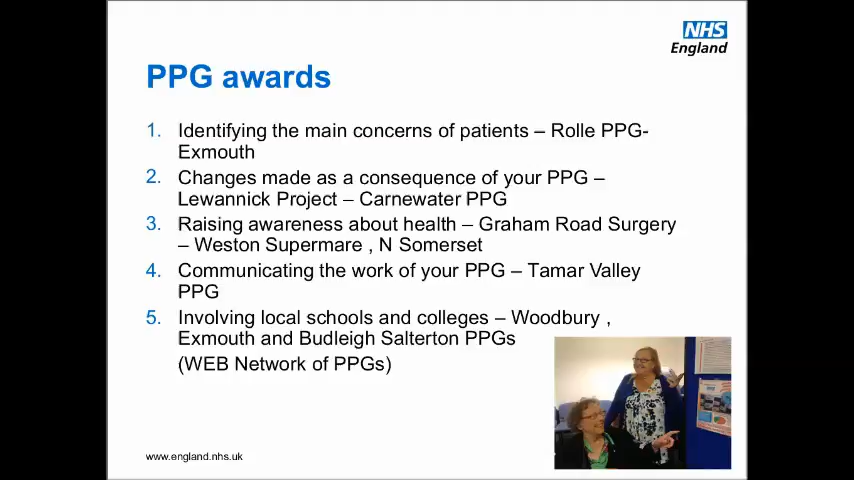 NHS
England
PPG awards
1. Identifying the main concerns of patients – Rolle PPG-
Exmouth
2. Changes made as a consequence of your PPG –
Lewannick Project – Carnewater PPG
3. Raising awareness about health – Graham Road Surgery
– Weston Supermare , N Somerset
4. Communicating the work of your PPG – Tamar Valley
PPG
5. Involving local schools and colleges – Woodbury ,
Exmouth and Budleigh Salterton PPGs
(WEB Network of PPGs)
www.england.nhs.uk